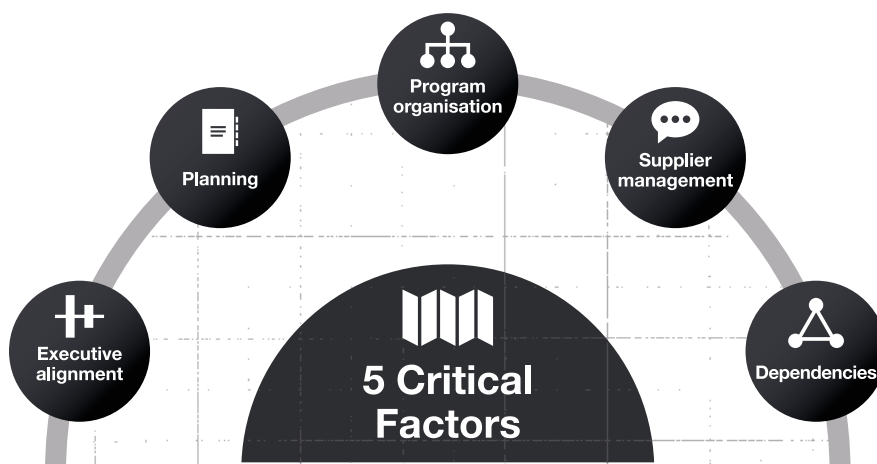 Program
organisation
Planning
Supplier
management
Executive
alignment
Dependencies
5 Critical
Factors